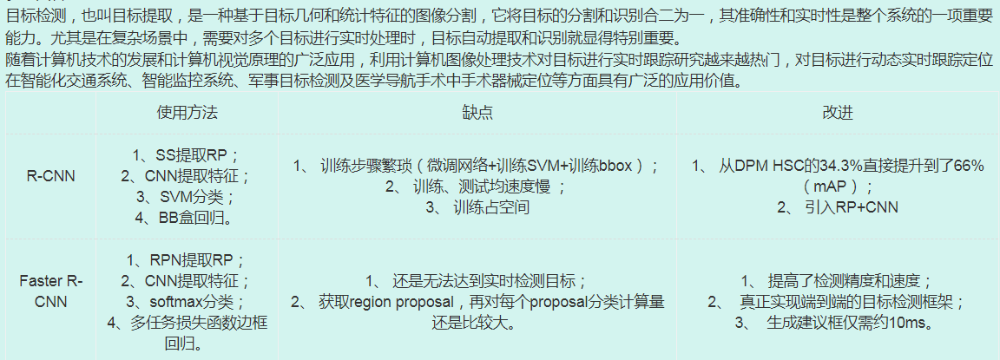 目标检测，也叫目标提取，是一种基于目标几何和统计特征的图像分割，它将目标的分割和识别合二为一，其准确性和实时性是整个系统的一项重要
能力。尤其是在复杂场景中，需要对多个目标进行实时处理时，目标自动提取和识别就显得特别重要。
随着计算机技术的发展和计算机视觉原理的广泛应用，利用计算机图像处理技术对目标进行实时跟踪研究越来越热门，对目标进行动态实时跟踪定位
在智能化交通系统、智能监控系统、军事目标检测及医学导航手术中手术器械定位等方面具有广泛的应用价值。
使用方法
缺点
改进
R-CNN
1、SS提取RP；
2、CNN提取特征；
3、SVM分类；
4、BB盒回归。
1、 训练步骤繁琐（微调网络+训练SVM+训练bbox）；
2、 训练、测试均速度慢 ；
3、 训练占空间
1、 从DPM HSC的34.3%直接提升到了66%
（mAP）；
2、 引入RP+CNN
Faster R-
CNN
1、RPN提取RP；
2、CNN提取特征；
3、softmax分类；
4、多任务损失函数边框
回归。
1、 还是无法达到实时检测目标；
2、 获取region proposal，再对每个proposal分类计算量
还是比较大。
1、 提高了检测精度和速度；
2、 真正实现端到端的目标检测框架；
3、 生成建议框仅需约10ms。